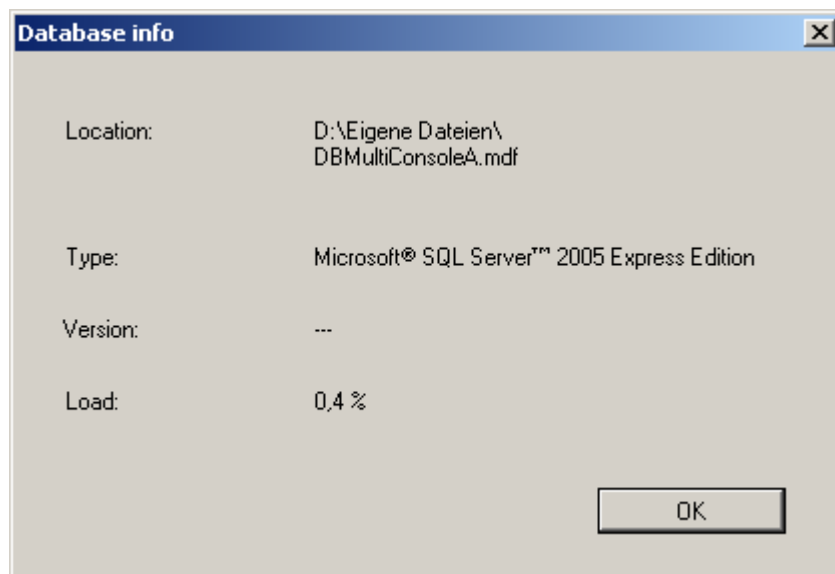 Database info
Location: D:\Eigene Dateien\
DBMultiConsoleA.mdf
Type: Microsoft® SQL Server™ 2005 Express Edition
Version: ---
Load: 0,4 %
OK